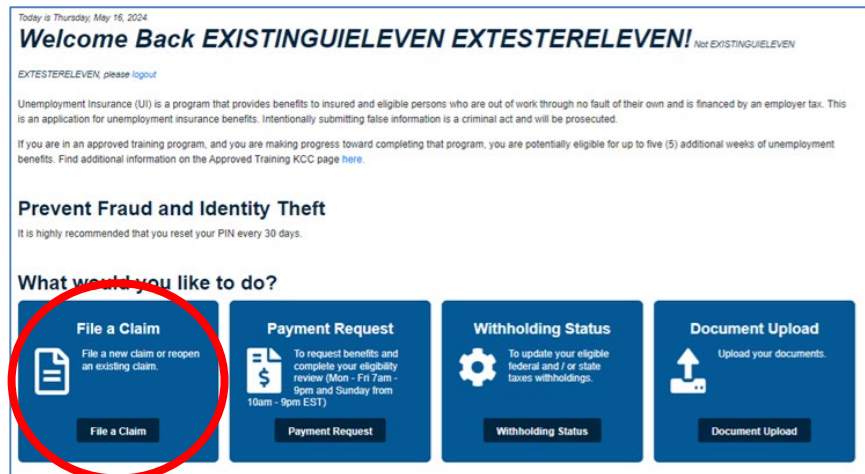 Today is Thursday, May 16, 2024.
Welcome Back EXISTINGUIELEVEN EXTESTERELEVEN! Not EXISTINGUIELEVEN
EXTESTERELEVEN, please logout
Unemployment Insurance (UI) is a program that provides benefits to insured and eligible persons who are out of work through no fault of their own and is financed by an employer tax. This
is an application for unemployment insurance benefits. Intentionally submitting false information is a criminal act and will be prosecuted.
If you are in an approved training program, and you are making progress toward completing that program, you are potentially eligible for up to five (5) additional weeks of unemployment
benefits. Find additional information on the Approved Training KCC page here.
Prevent Fraud and Identity Theft
It is highly recommended that you reset your PIN every 30 days.
What would you like to do?
File a Claim
File a new claim or reopen
an existing claim.
File a Claim
Payment Request
To request benefits and
complete your eligibility
review (Mon - Fri 7am -
9pm and Sunday from
10am - 9pm EST)
Payment Request
Withholding Status
To update your eligible
federal and / or state
taxes withholdings.
Withholding Status
Document Upload
Upload your documents.
Document Upload